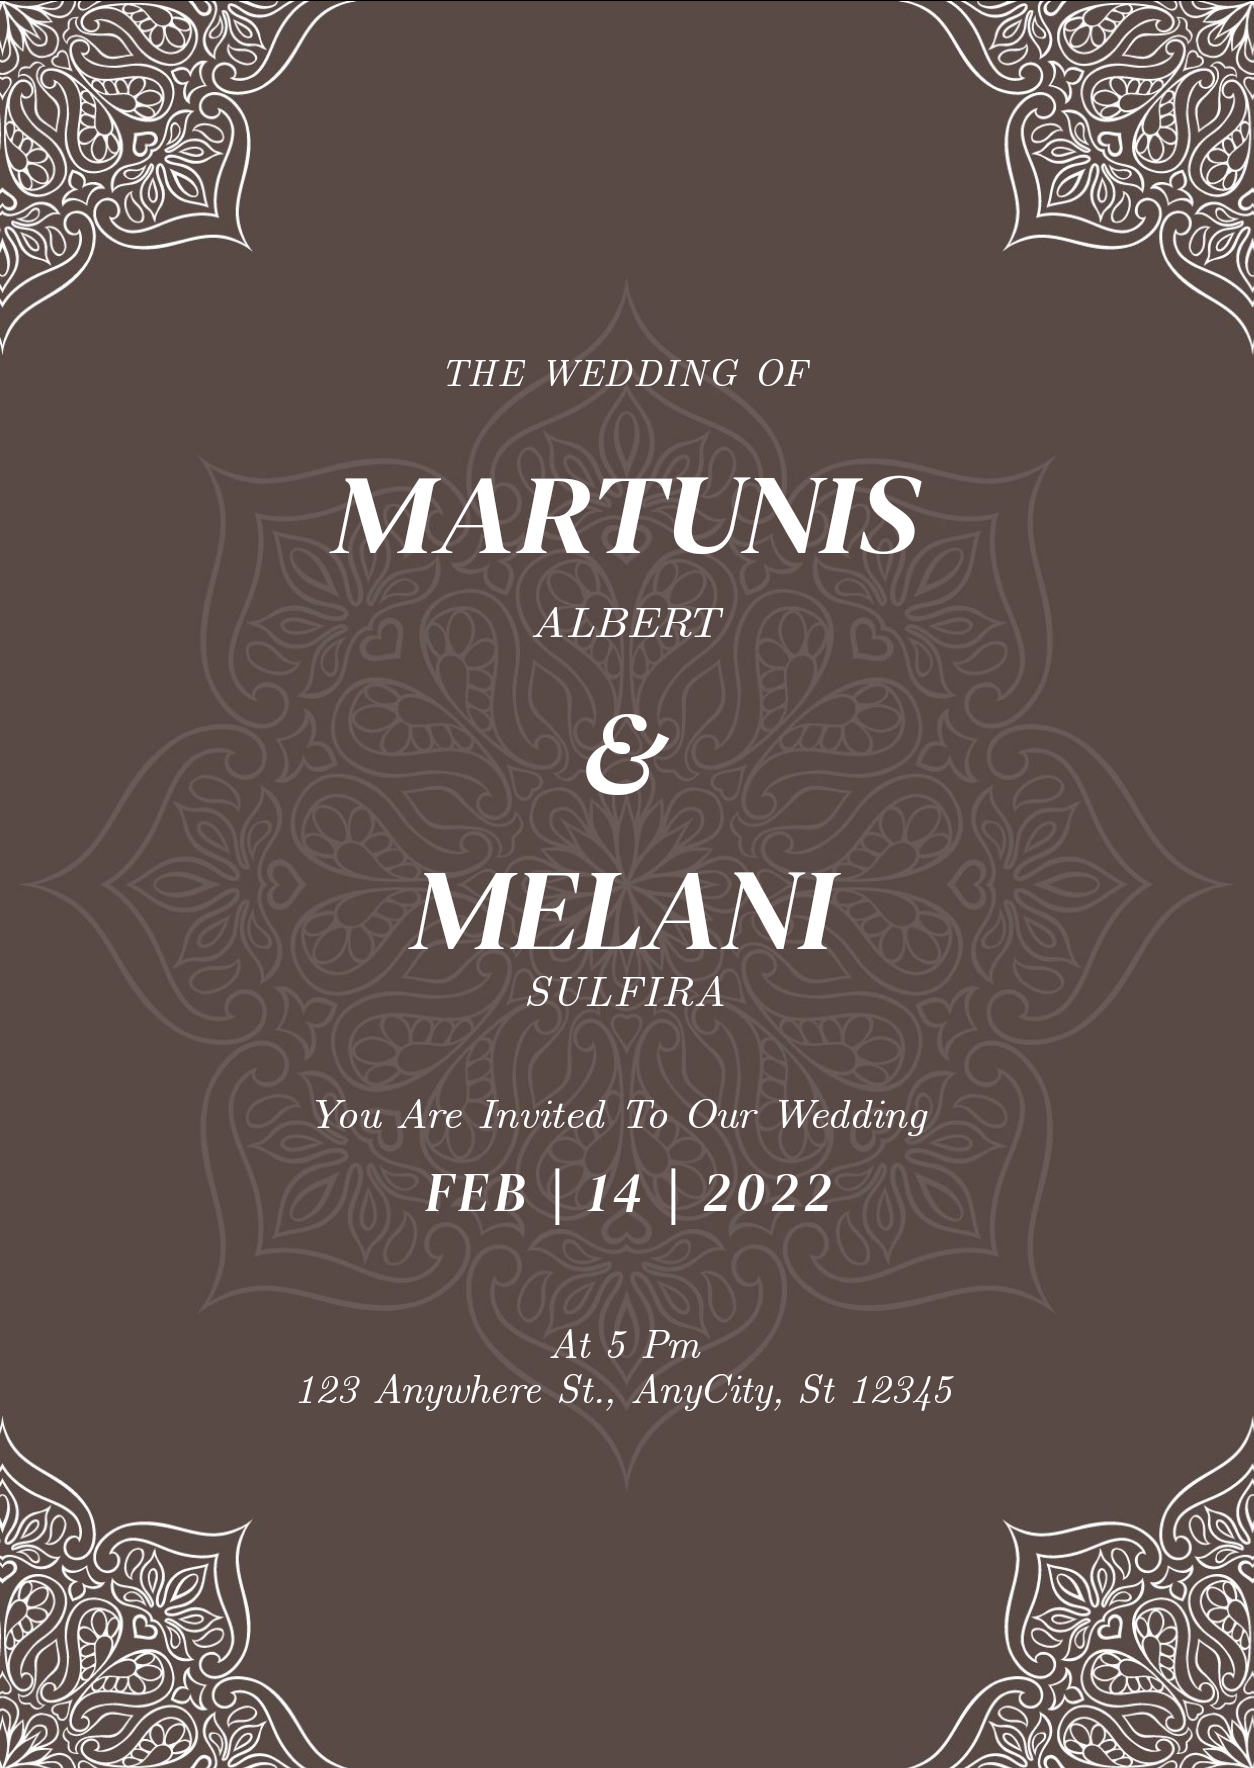 THE WEDDING OF
MARTUNIS
ALBERT
&
MELANI
SULFIRA
You Are Invited To Our Wedding
FEB | 14 | 2022
At 5 Pm
123 Anywhere St., AnyCity, St 12345